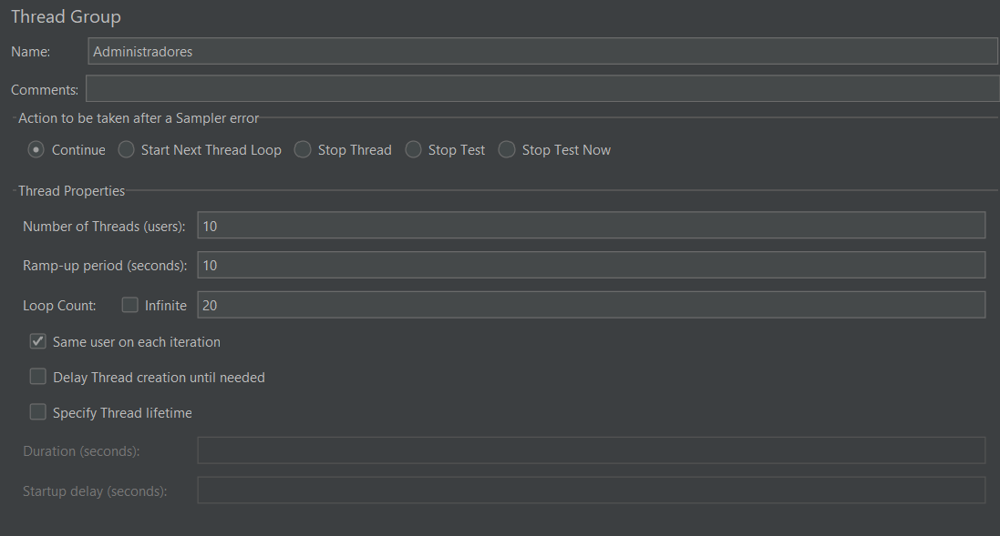 Thread Group
Name: Administradores
Comments:
Action to be taken after a Sampler error
Continue Start Next Thread Loop Stop Thread Stop Test Stop Test Now
Thread Properties
Number of Threads (users): 10
Ramp-up period (seconds): 10
Loop Count: Infinite 20
Same user on each iteration
Delay Thread creation until needed
Specify Thread lifetime
Duration (seconds):
Startup delay (seconds):